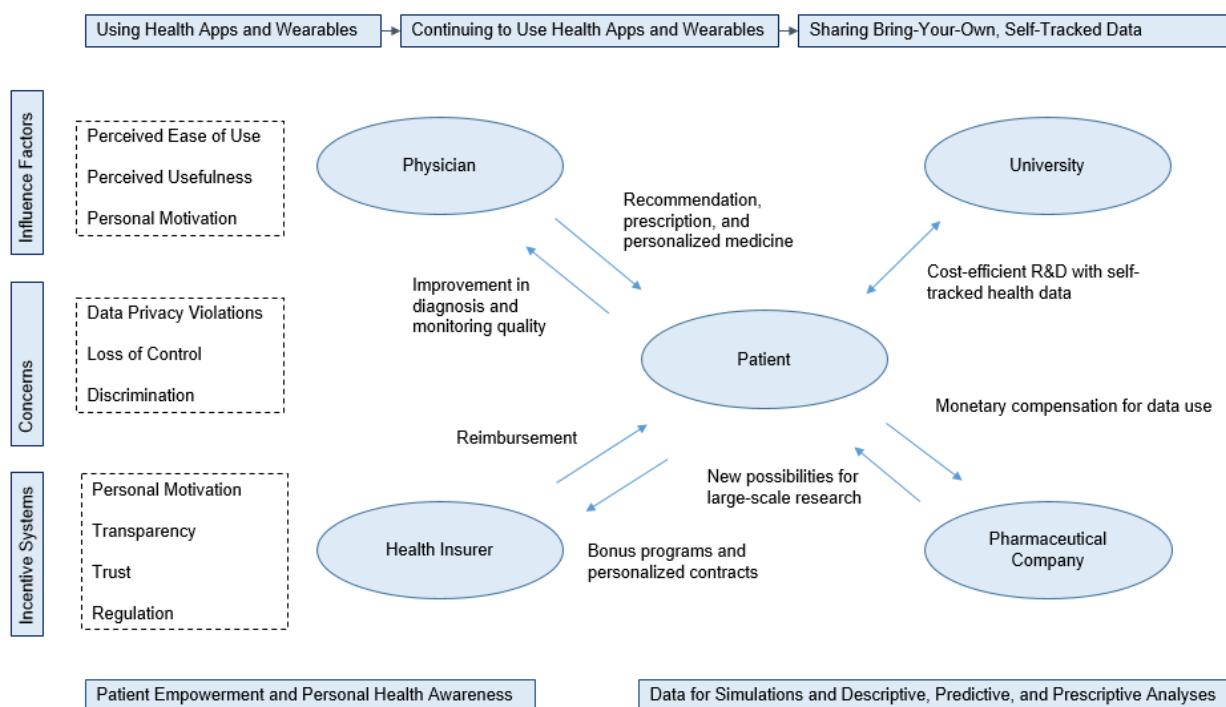 Using Health Apps and Wearables
Continuing to Use Health Apps and Wearables
Sharing Bring-Your-Own, Self-Tracked Data
Influence Factors
Perceived Ease of Use
Perceived Usefulness
Personal Motivation
Physician
University
Recommendation,
prescription, and
personalized medicine
Improvement in
diagnosis and
monitoring quality
Cost-efficient R&D with self-
tracked health data
Concerns
Data Privacy Violations
Loss of Control
Discrimination
Patient
Monetary compensation for data use
Reimbursement
New possibilities for
large-scale research
Incentive Systems
Personal Motivation
Transparency
Trust
Regulation
Health Insurer
Bonus programs and
personalized contracts
Pharmaceutical
Company
Patient Empowerment and Personal Health Awareness
Data for Simulations and Descriptive, Predictive, and Prescriptive Analyses